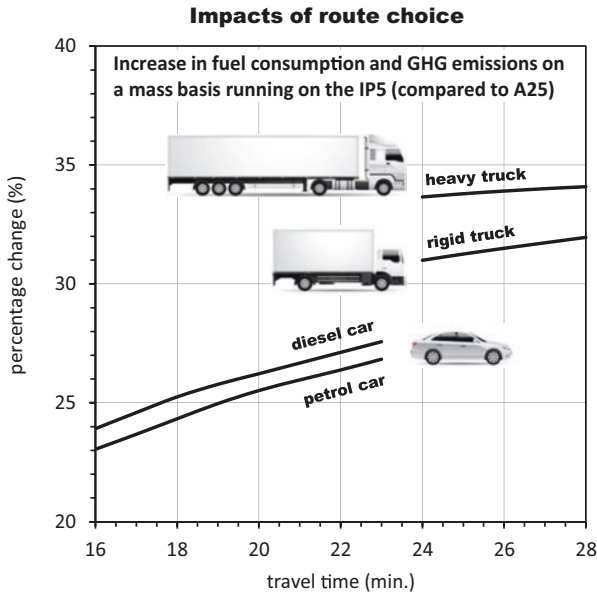 Impacts of route choice
Increase in fuel consumption and GHG emissions on
a mass basis running on the IP5 (compared to A25)
percentage change (%)
40
35
30
25
20
heavy truck
rigid truck
diesel car
petrol car
16 18 20 22 24 26 28
travel time (min.)